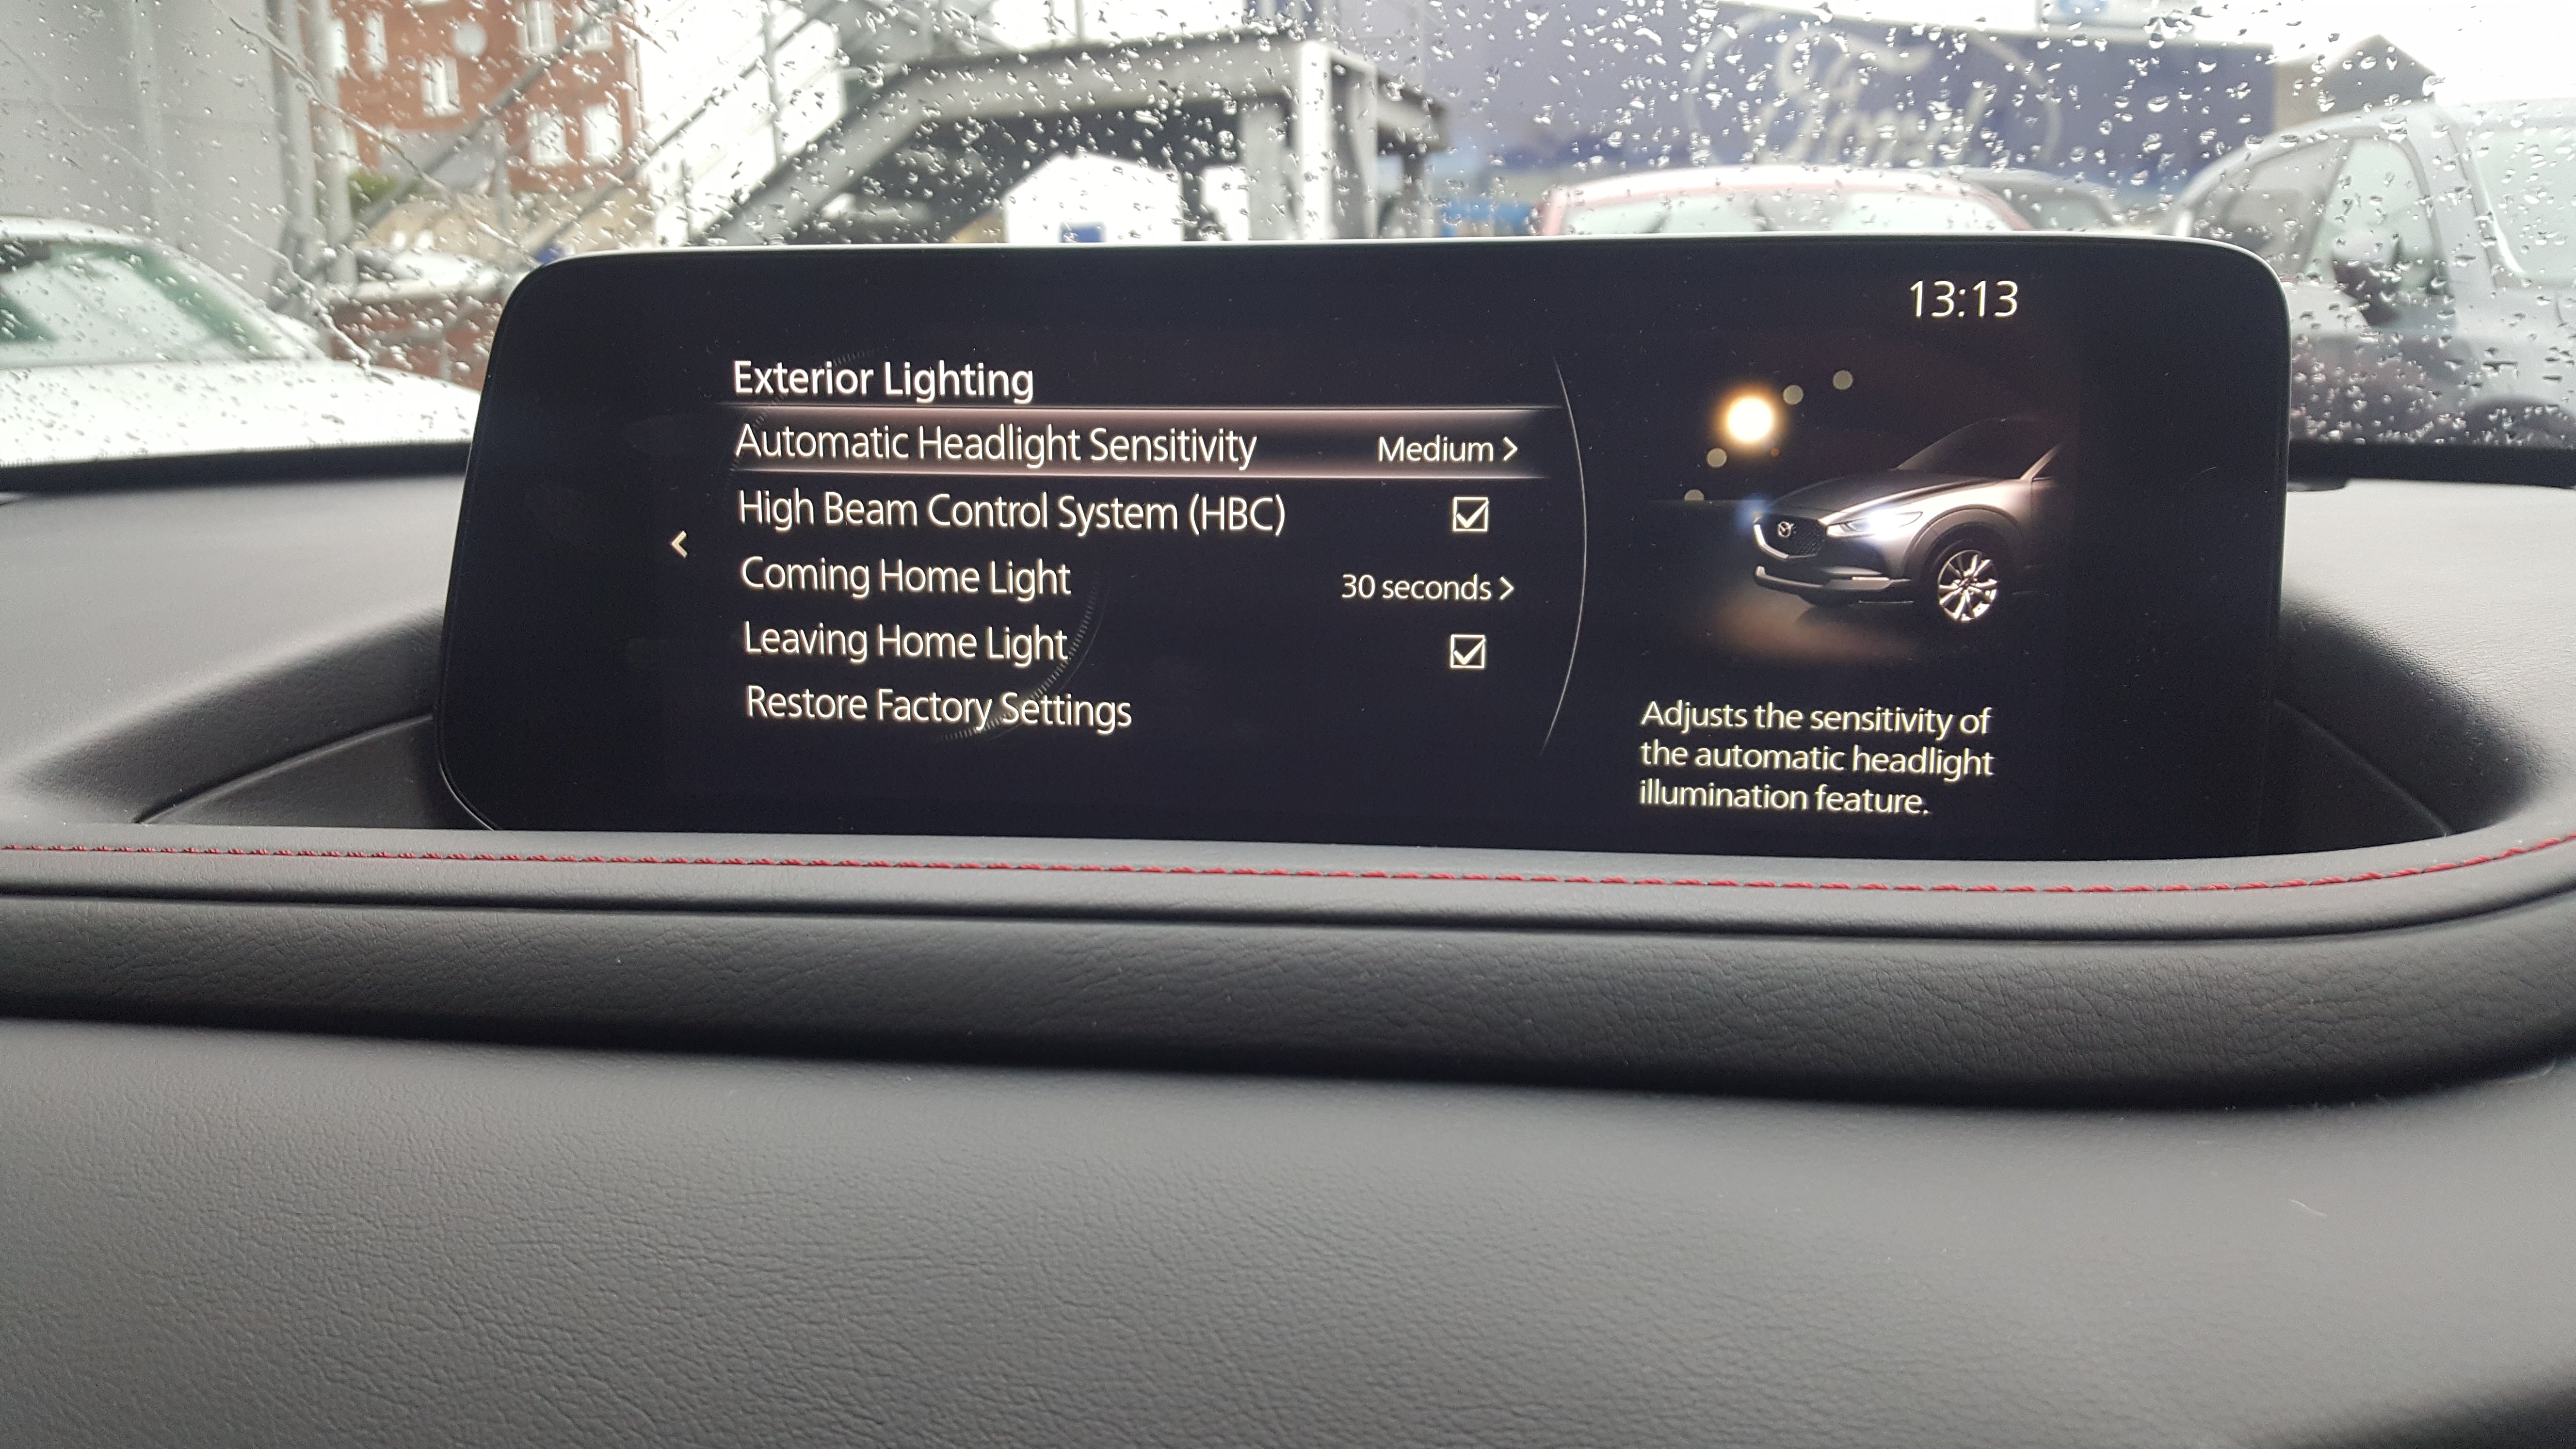 Ford
13:13
Exterior Lighting
Automatic Headlight Sensitivity Medium >
High Beam Control System (HBC)
<
Coming Home Light 30 seconds >
Leaving Home Light
Restore Factory Settings
Adjusts the sensitivity of
the automatic headlight
illumination feature.